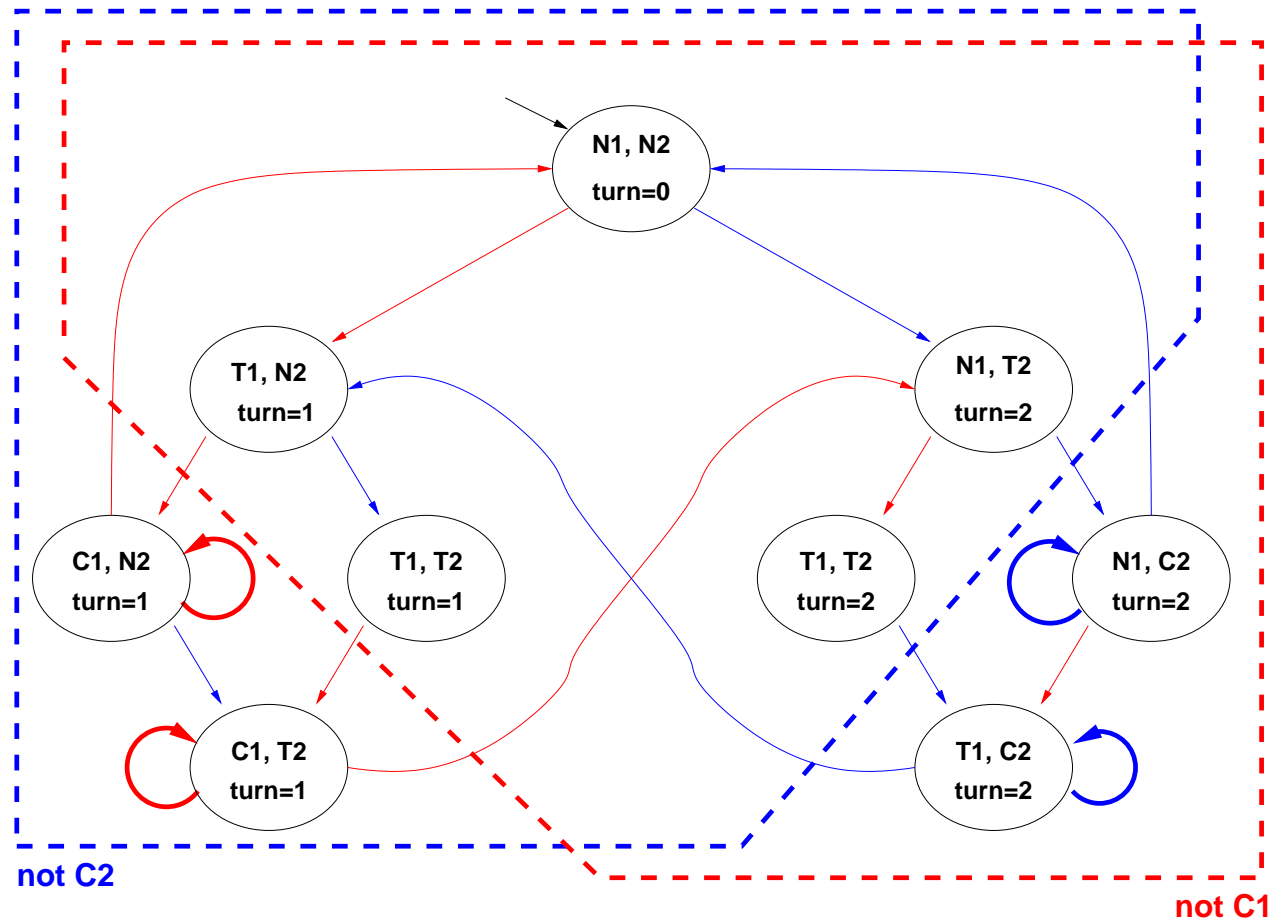 N1, N2
turn=0
T1, N2
turn=1
N1, T2
turn=2
C1, N2
turn=1
T1, T2
turn=1
T1, T2
turn=2
N1, C2
turn=2
C1, T2
turn=1
T1, C2
turn=2
not C2
not C1